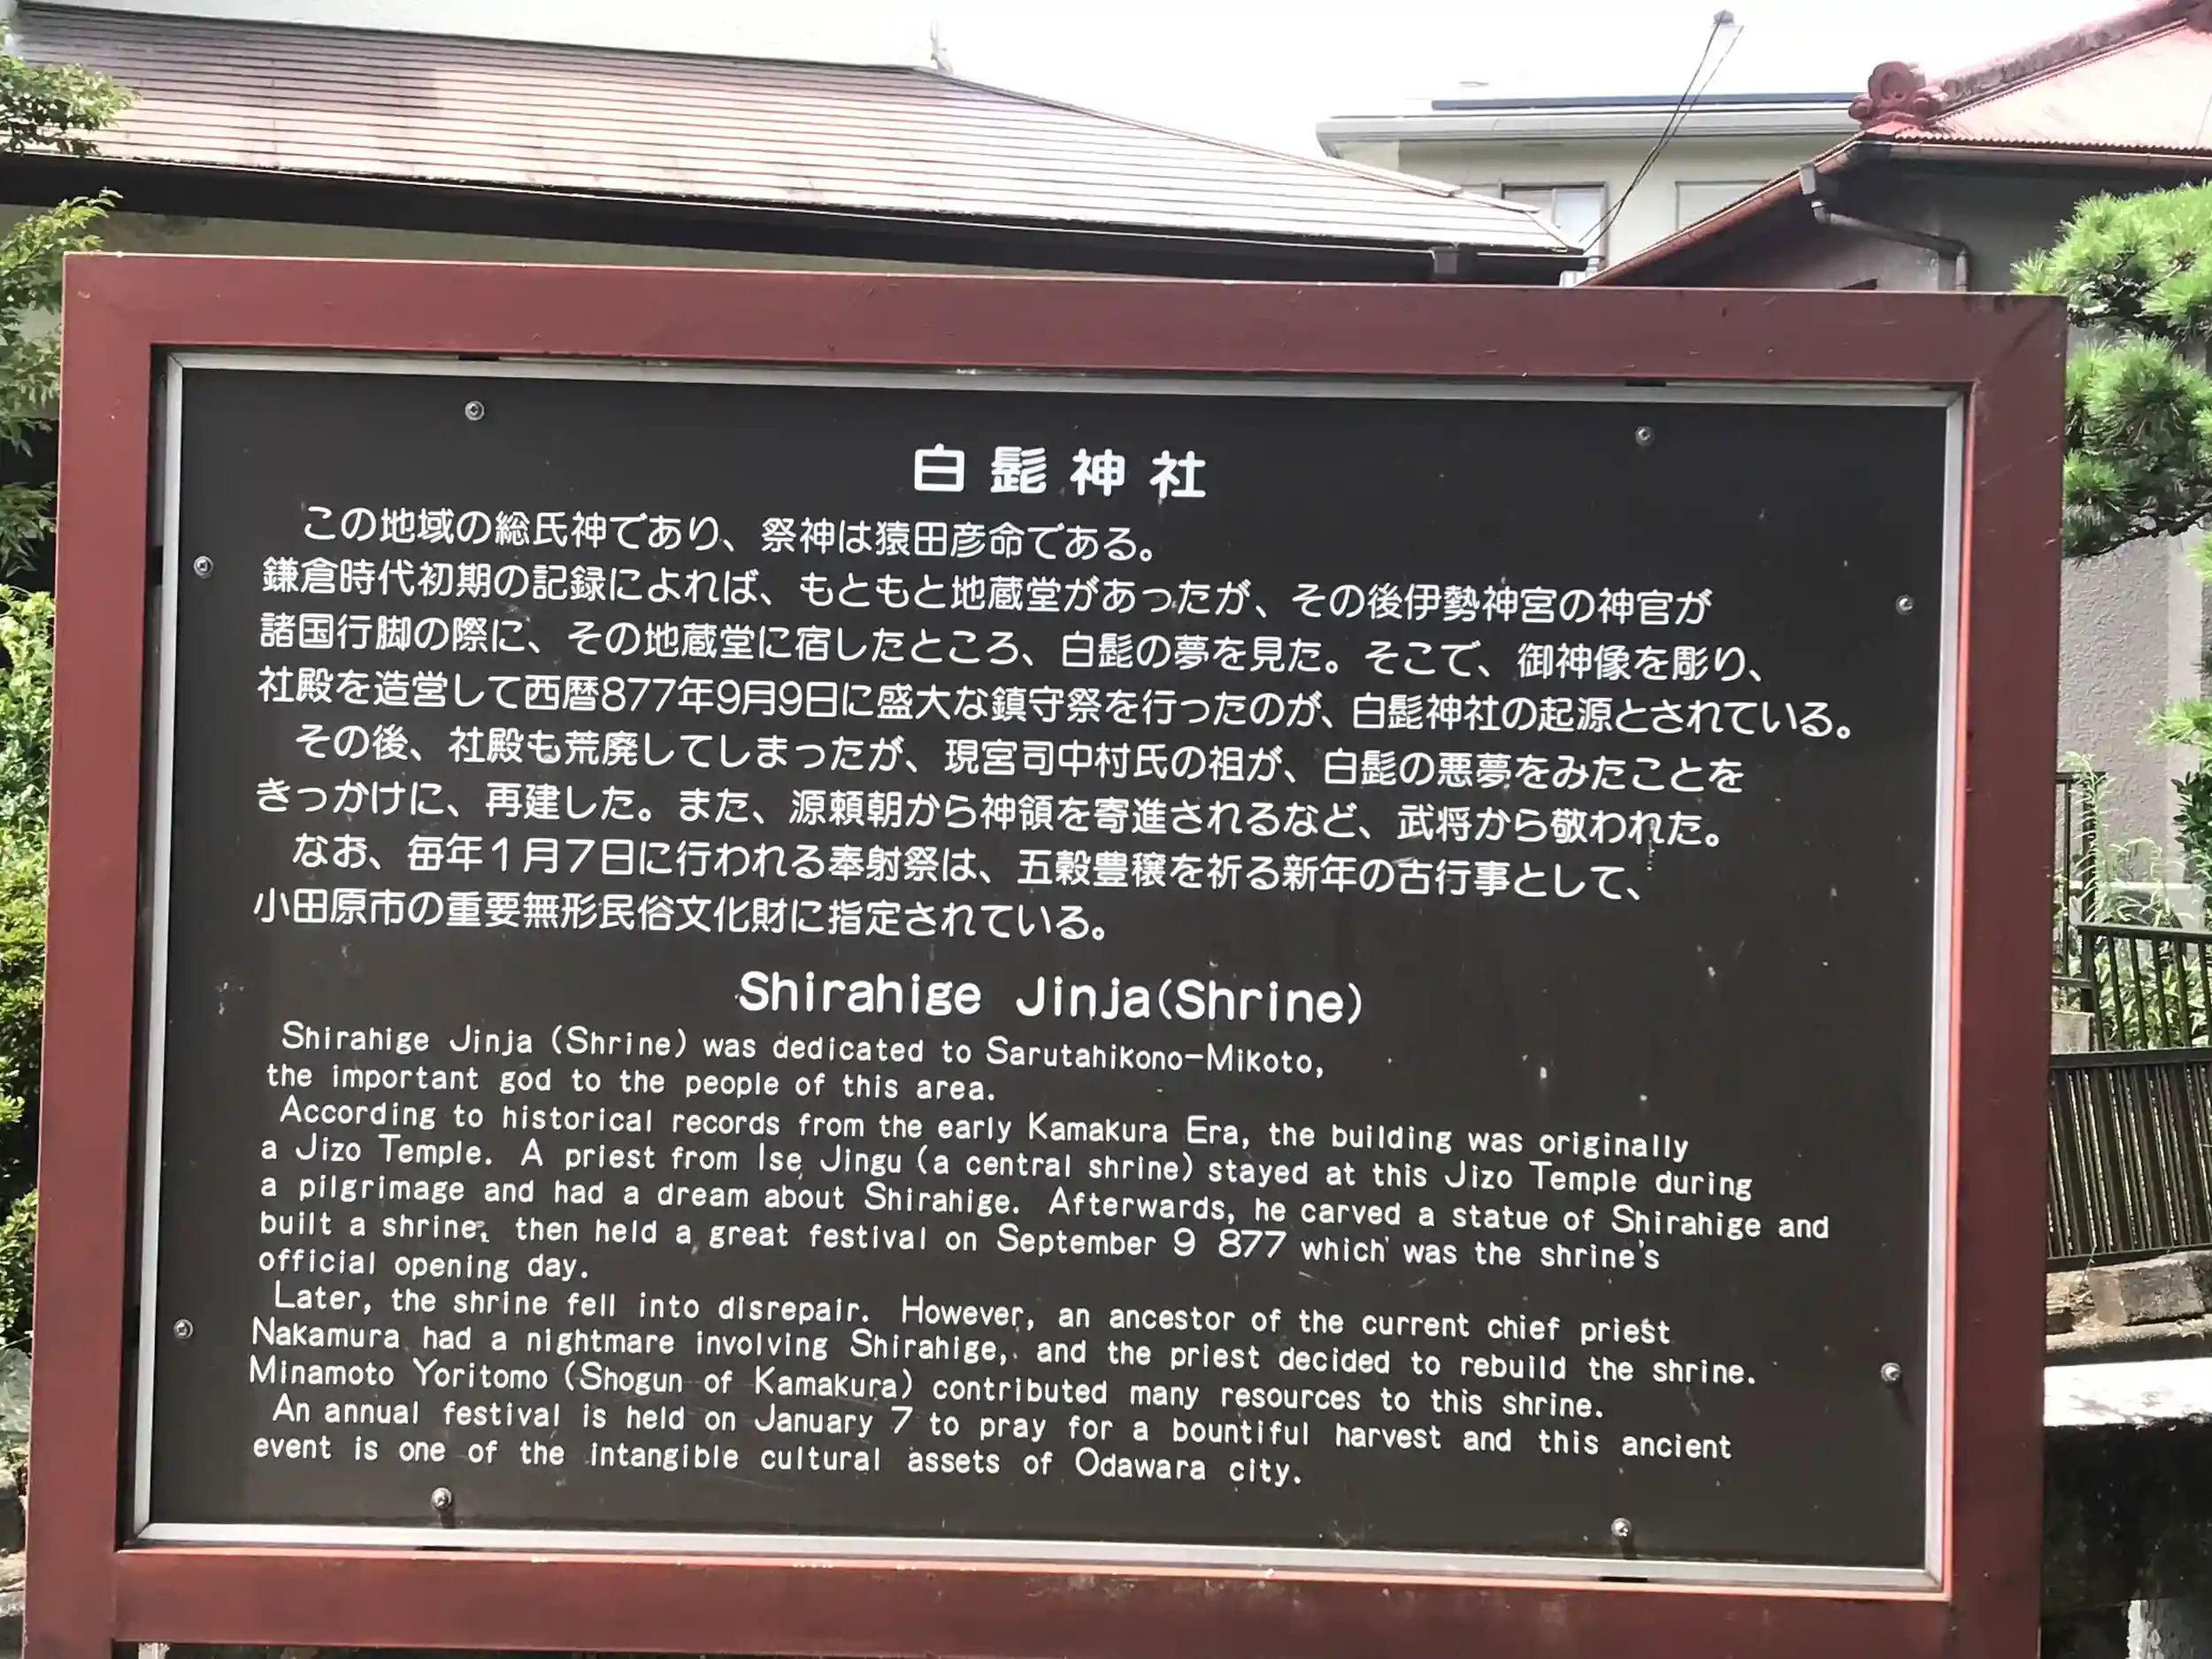 白髭神社
この地域の総氏神であり、祭神は猿田彦命である。
鎌倉時代初期の記録によれば、もともと地蔵堂があったが、その後伊勢神宮の神官が
諸国行脚の際に、その地蔵堂に宿したところ、白髭の夢を見た。そこで、御神像を彫り、
社殿を造営して西暦877年9月9日に盛大な鎮守祭を行ったのが、白髭神社の起源とされている。
その後、社殿も荒廃してしまったが、現宮司中村氏の祖が、白髭の悪夢をみたことを
きっかけに、再建した。また、源頼朝から神領を寄進されるなど、武将から敬われた。
なお、毎年1月7日に行われる奉射祭は、五穀豊穣を祈る新年の古行事として、
小田原市の重要無形民俗文化財に指定されている。
Shirahige Jinja(Shrine)
Shirahige Jinja (Shrine) was dedicated to Sarutahikono-Mikoto,
the important god to the people of this area.
According to historical records from the early Kamakura Era, the building was originally
a Jizo Temple. A priest from Ise Jingu (a central shrine) stayed at this Jizo Temple during
a pilgrimage and had a dream about Shirahige. Afterwards, he carved a statue of Shirahige and
built a shrine, then held a great festival on September 9 877 which was the shrine's
official opening day.
Later, the shrine fell into disrepair. However, an ancestor of the current chief priest
Nakamura had a nightmare involving Shirahige, and the priest decided to rebuild the shrine.
Minamoto Yoritomo (Shogun of Kamakura) contributed many resources to this shrine.
An annual festival is held on January 7 to pray for a bountiful harvest and this ancient
event is one of the intangible cultural assets of Odawara city.